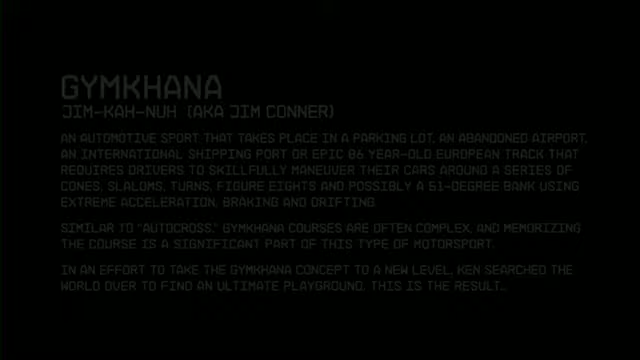 GYMKHANA
JIM-KAH-NUH (AKA JIM CONNER)
AN AUTOMOTIVE SPORT THAT TAKES PLACE IN A PARKING LOT, AN ABANDONED AIRPORT,
AN INTERNATIONAL SHIPPING PORT OR EPIC 86 YEAR-OLD EUROPEAN TRACK THAT
REQUIRES DRIVERS TO SKILLFULLY MANEUVER THEIR CARS AROUND A SERIES OF
CONES, SLALOMS, TURNS, FIGURE EIGHTS AND POSSIBLY A 51-DEGREE BANK USING
EXTREME ACCELERATION, BRAKING AND DRIFTING.
SIMILAR TO "AUTOCROSS," GYMKHANA COURSES ARE OFTEN COMPLEX, AND MEMORIZING
THE COURSE IS A SIGNIFICANT PART OF THIS TYPE OF MOTORSPORT.
IN AN EFFORT TO TAKE THE GYMKHANA CONCEPT TO A NEW LEVEL, KEN SEARCHED THE
WORLD OVER TO FIND AN ULTIMATE PLAYGROUND. THIS IS THE RESULT...